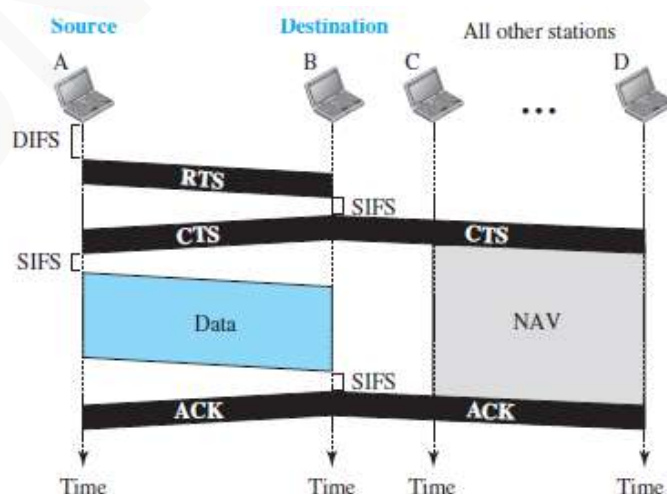 Source Destination All other stations
A B C D
DIFS
RTS
SIFS
CTS CTS
SIFS
Data NAV
SIFS
ACK ACK
Time Time Time Time